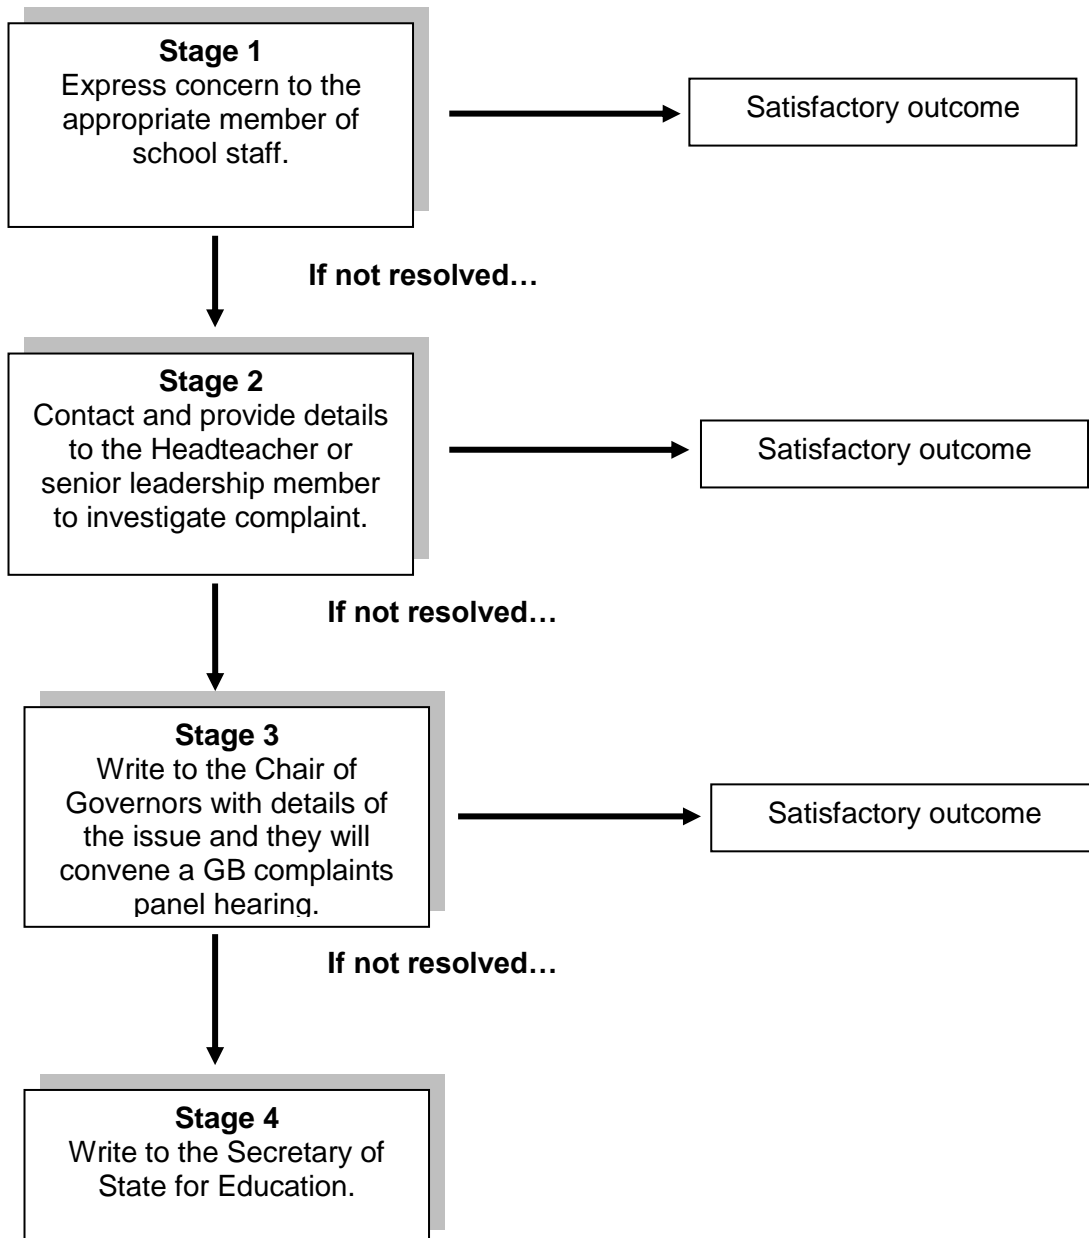 Stage 1
Express concern to the
appropriate member of
school staff.
Satisfactory outcome
If not resolved…
Stage 2
Contact and provide details
to the Headteacher or
senior leadership member
to investigate complaint.
Satisfactory outcome
If not resolved…
Stage 3
Write to the Chair of
Governors with details of
the issue and they will
convene a GB complaints
panel hearing.
Satisfactory outcome
If not resolved…
Stage 4
Write to the Secretary of
State for Education.